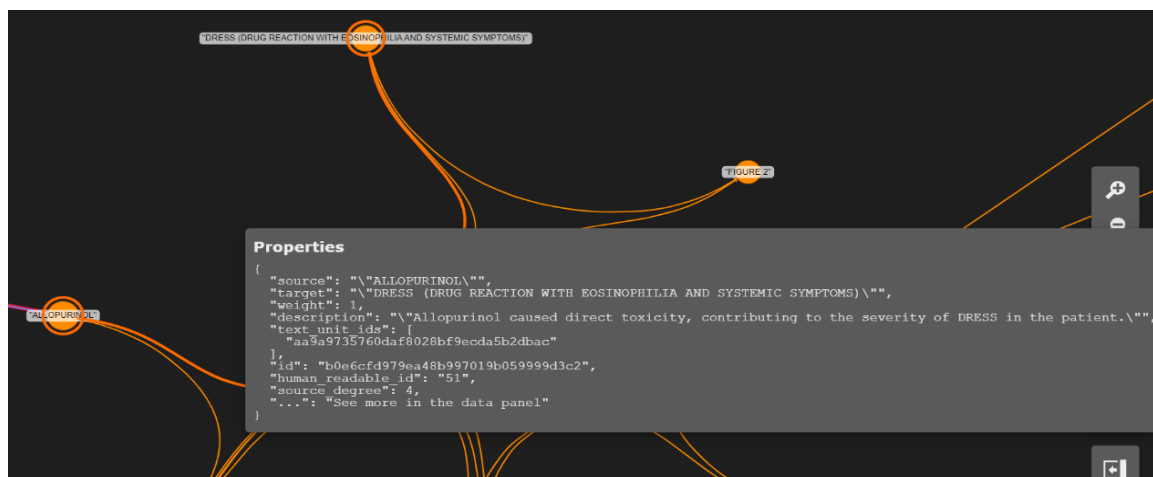 "DRESS (DRUG REACTION WITH EOSINOPHILIA AND SYSTEMIC SYMPTOMS)"
"FIGURE 2"
"ALLOPURINOL"
Properties
{
"source": "\"ALLOPURINOL\"",
"target": "\"DRESS (DRUG REACTION WITH EOSINOPHILIA AND SYSTEMIC SYMPTOMS)\"",
"weight": 1,
"description": "\"Allopurinol caused direct toxicity, contributing to the severity of DRESS in the patient.\"",
"text_unit_ids": [
"aa9a9735760daf8028bf9ecda5b2dbac"
],
"id": "b0e6cfd979ea48b997019b059999d3c2",
"human_readable_id": "51",
"source_degree": 4,
"...": "See more in the data panel"
}